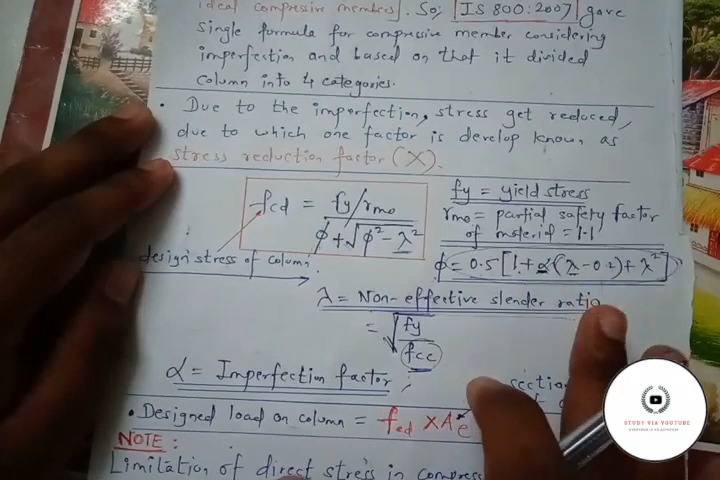 ideal compressive members]. So, [IS 800:2007] gave
single formula for compressive member considering
imperfection and based on that it divided
column into 4 categories.
• Due to the imperfection, stress get reduced,
due to which one factor is develop known as
stress reduction factor (X).
fcd = fy/rmo / ϕ+√ϕ²-λ²
design stress of column.
fy = yield stress
rmo = partial safety factor
of material = 1.1
ϕ = 0.5[1+α(λ-0.2)+λ²]
λ = Non-effective slender ratio
= √fy/fcc
α = Imperfection factor;
section
• Designed load on column = fcd X Ae
NOTE:
Limitation of direct stress in compress
STUDY VIA YOUTUBE